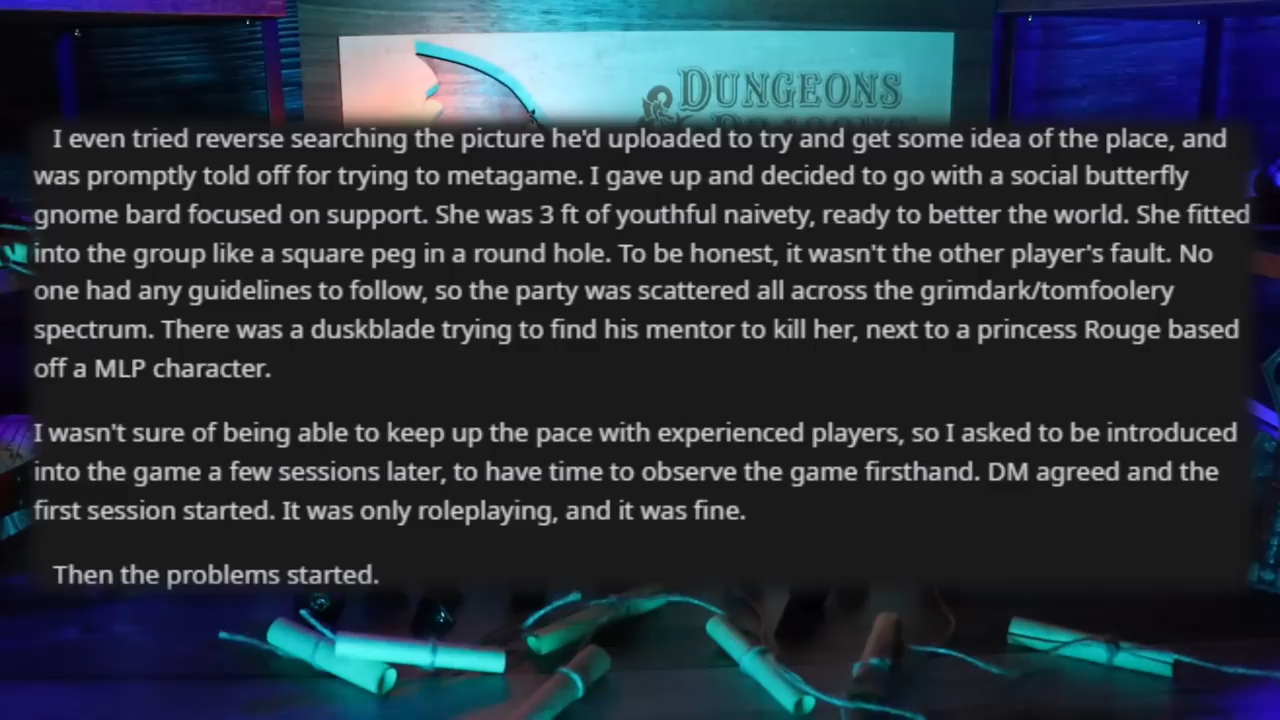 DUNGEONS
I even tried reverse searching the picture he'd uploaded to try and get some idea of the place, and
was promptly told off for trying to metagame. I gave up and decided to go with a social butterfly
gnome bard focused on support. She was 3 ft of youthful naivety, ready to better the world. She fitted
into the group like a square peg in a round hole. To be honest, it wasn't the other player's fault. No
one had any guidelines to follow, so the party was scattered all across the grimdark/tomfoolery
spectrum. There was a duskblade trying to find his mentor to kill her, next to a princess Rouge based
off a MLP character.
I wasn't sure of being able to keep up the pace with experienced players, so I asked to be introduced
into the game a few sessions later, to have time to observe the game firsthand. DM agreed and the
first session started. It was only roleplaying, and it was fine.
Then the problems started.